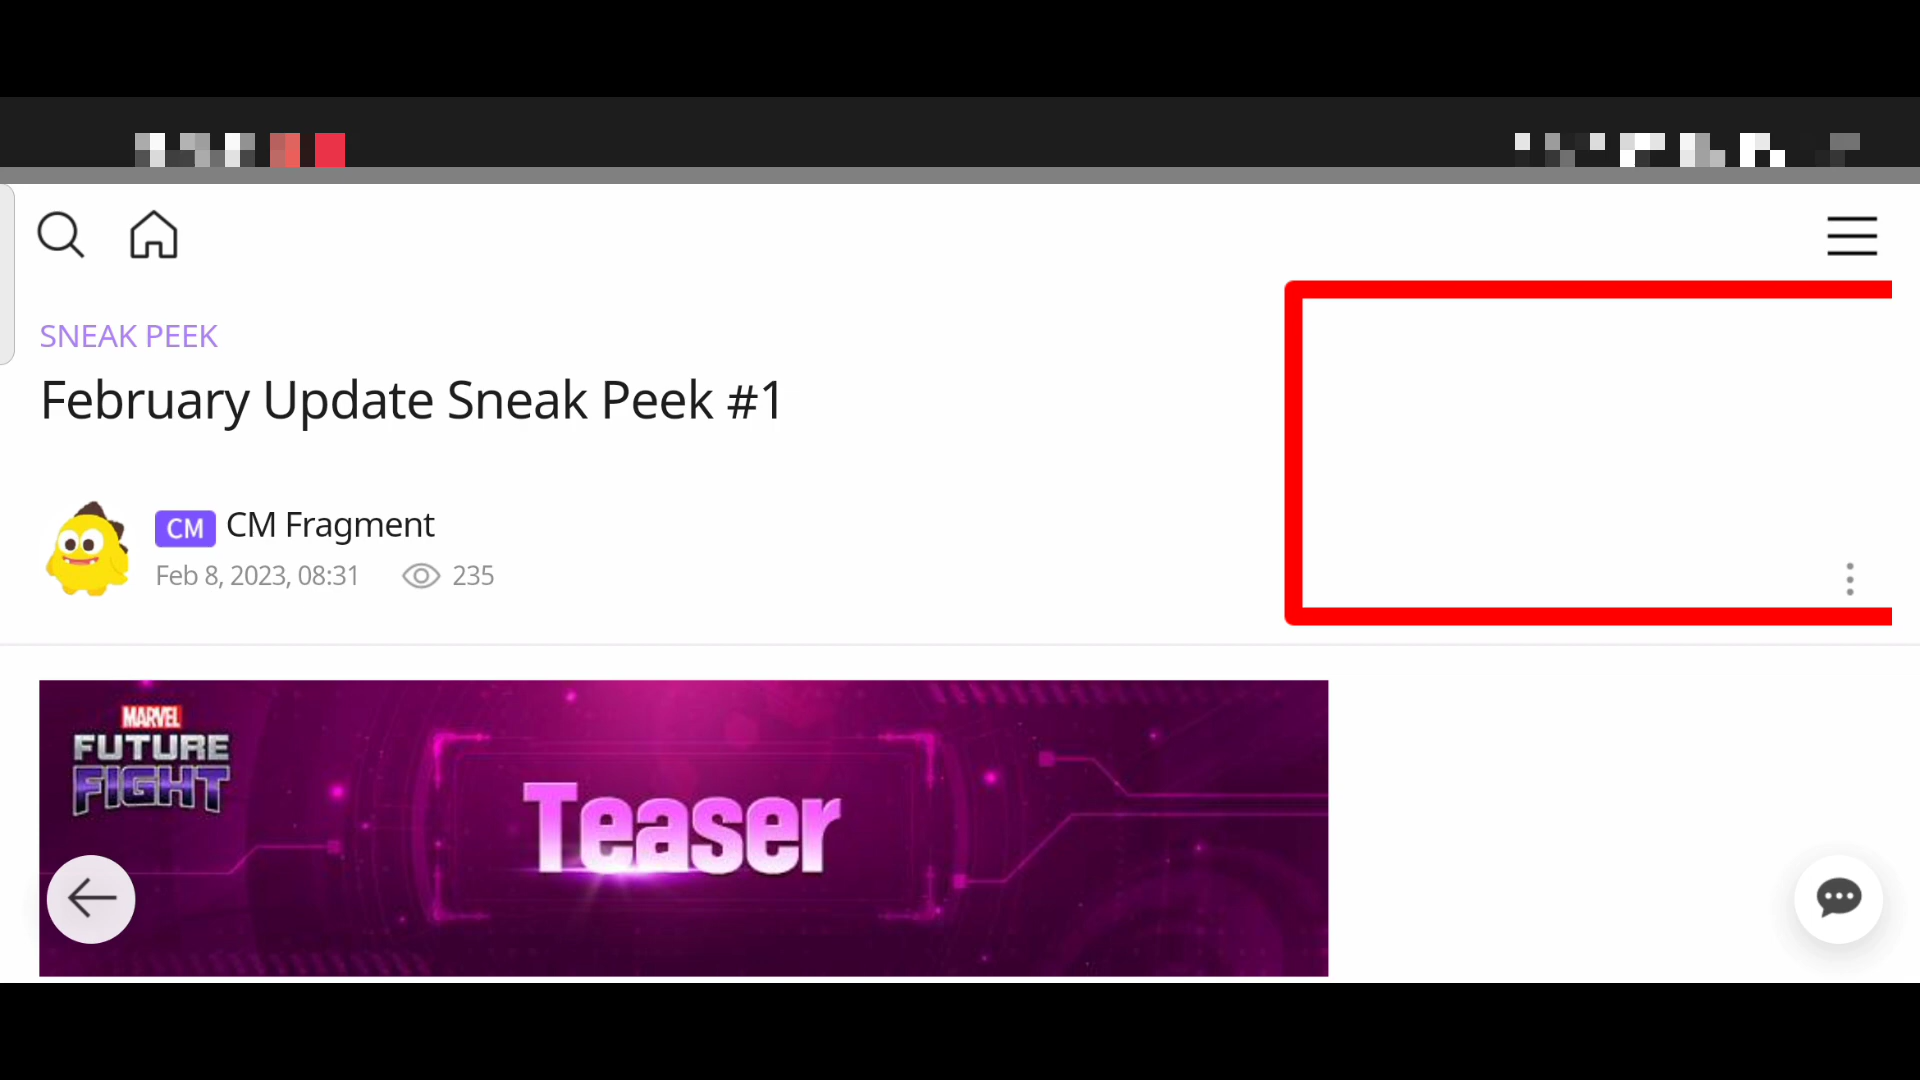 SNEAK PEEK
February Update Sneak Peek #1
CM CM Fragment
Feb 8, 2023, 08:31 235
MARVEL
FUTURE
FIGHT
Teaser